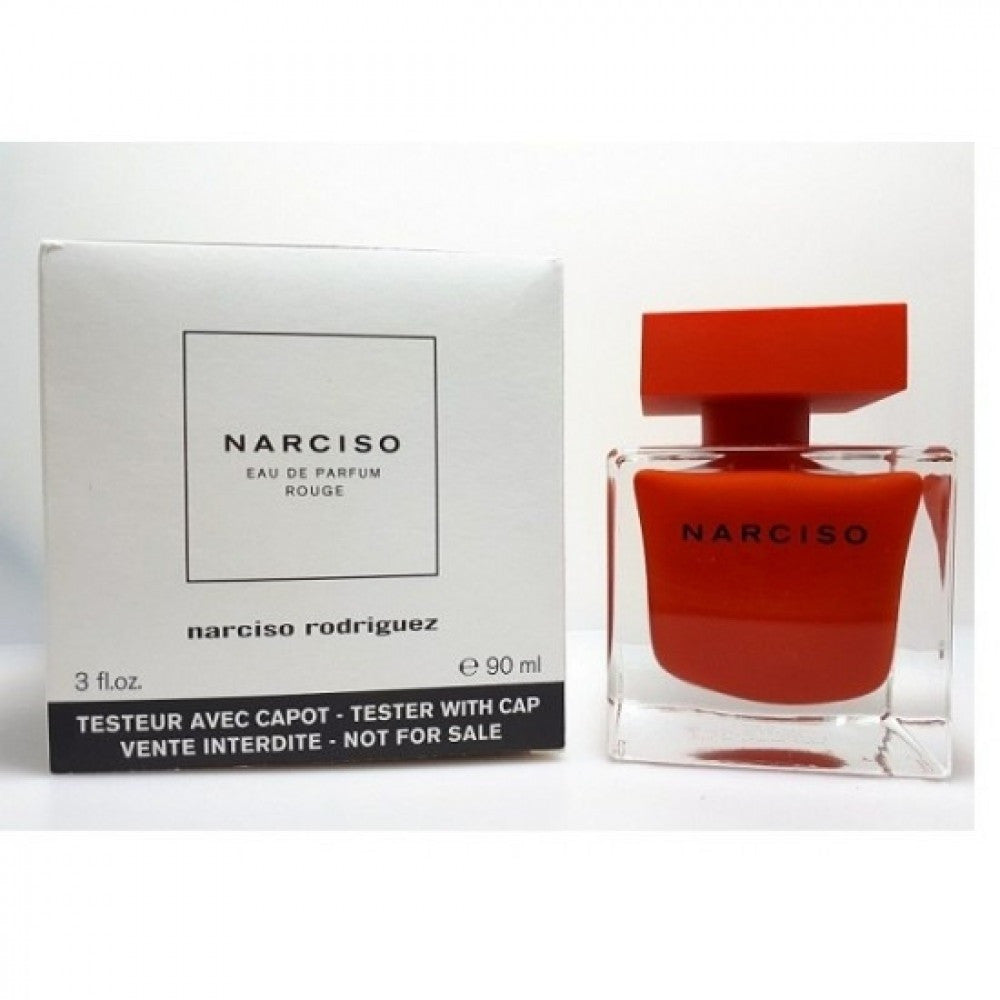 NARCISO
EAU DE PARFUM
ROUGE
narciso rodriguez
3 fl.oz.
℮ 90 ml
TESTEUR AVEC CAPOT - TESTER WITH CAP
VENTE INTERDITE - NOT FOR SALE
NARCISO